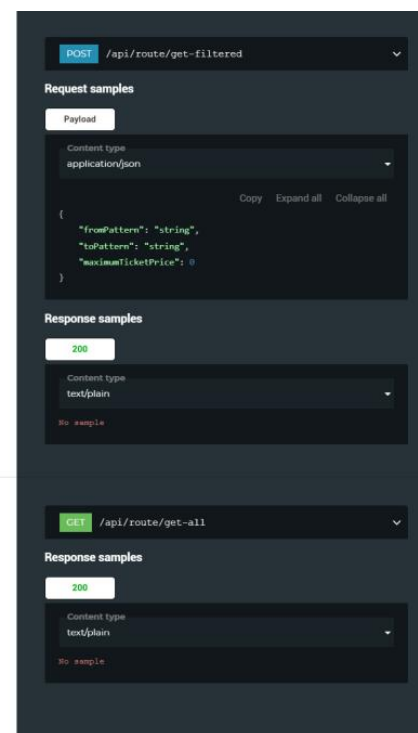 POST /api/route/get-filtered
Request samples
Payload
Content type
application/json
Copy Expand all Collapse all
{
"fromPattern": "string",
"toPattern": "string",
"maximumTicketPrice": 0
}
Response samples
200
Content type
text/plain
No sample
GET /api/route/get-all
Response samples
200
Content type
text/plain
No sample